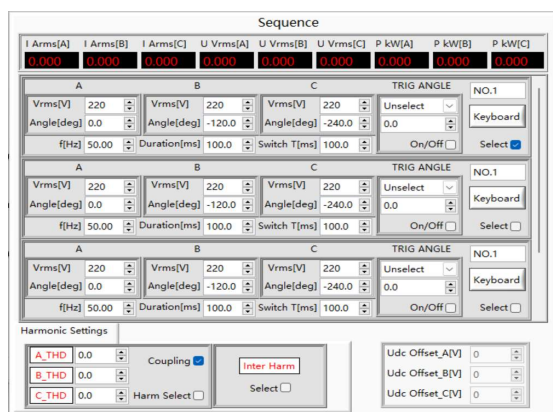 Sequence
I Arms[A] I Arms[B] I Arms[C] U Vrms[A] U Vrms[B] U Vrms[C] P kW[A] P kW[B] P kW[C]
0.000 0.000 0.000 0.000 0.000 0.000 0.000 0.000 0.000
A B C TRIG ANGLE NO.1
Vrms[V] 220 Vrms[V] 220 Vrms[V] 220 Unselect Keyboard
Angle[deg] 0.0 Angle[deg] -120.0 Angle[deg] -240.0 0.0
f[Hz] 50.00 Duration[ms] 100.0 Switch T[ms] 100.0 On/Off Select
A B C TRIG ANGLE NO.1
Vrms[V] 220 Vrms[V] 220 Vrms[V] 220 Unselect Keyboard
Angle[deg] 0.0 Angle[deg] -120.0 Angle[deg] -240.0 0.0
f[Hz] 50.00 Duration[ms] 100.0 Switch T[ms] 100.0 On/Off Select
A B C TRIG ANGLE NO.1
Vrms[V] 220 Vrms[V] 220 Vrms[V] 220 Unselect Keyboard
Angle[deg] 0.0 Angle[deg] -120.0 Angle[deg] -240.0 0.0
f[Hz] 50.00 Duration[ms] 100.0 Switch T[ms] 100.0 On/Off Select
Harmonic Settings
A_THD 0.0 Coupling Inter Harm Udc Offset_A[V] 0
B_THD 0.0 Select Udc Offset_B[V] 0
C_THD 0.0 Harm Select Udc Offset_C[V] 0